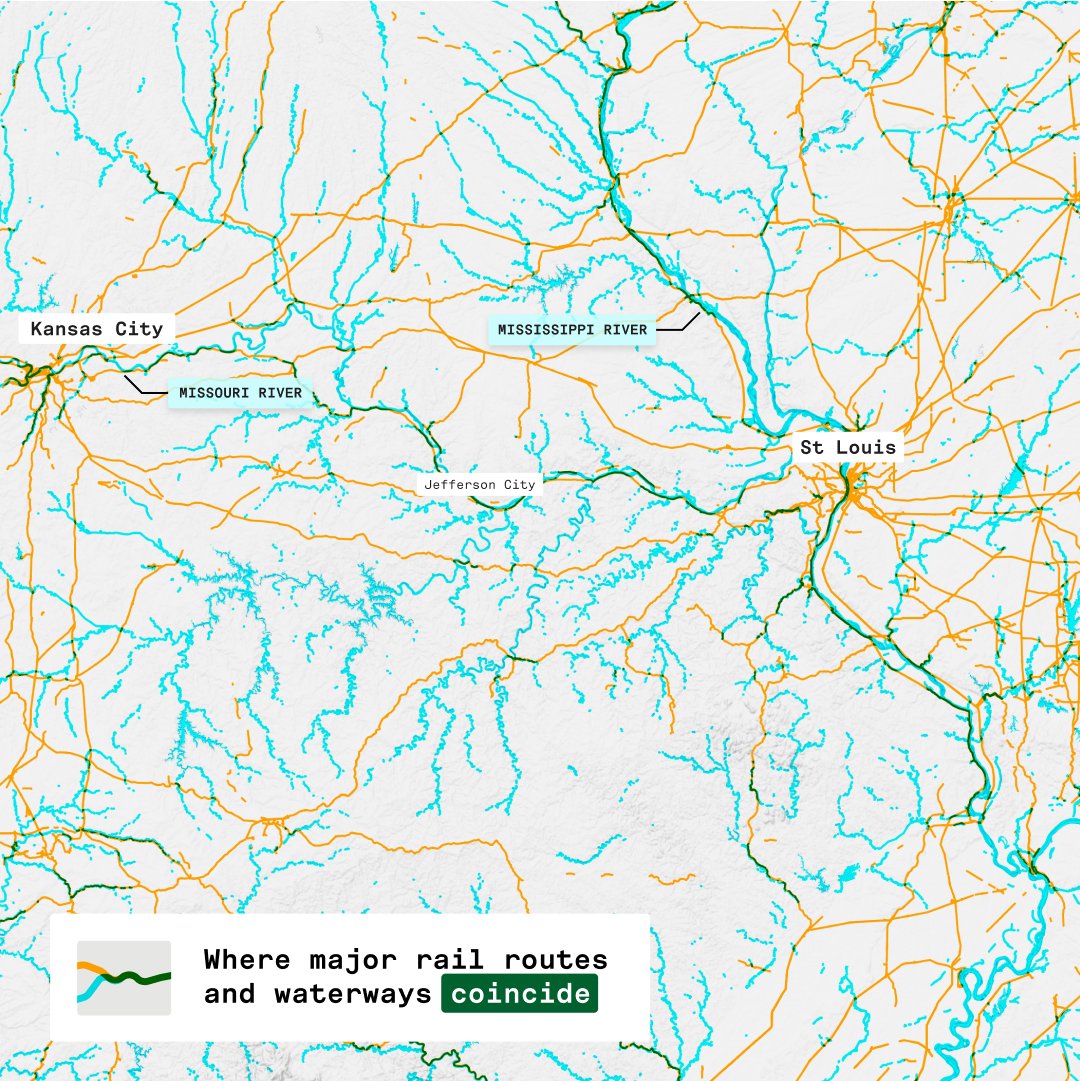 Kansas City
MISSISSIPPI RIVER
MISSOURI RIVER
St Louis
Jefferson City
Where major rail routes
and waterways coincide